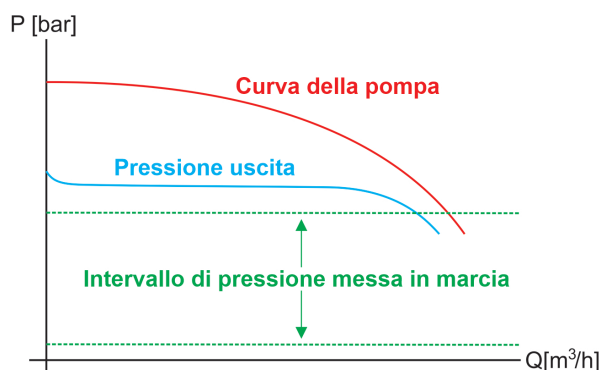 P [bar]
Curva della pompa
Pressione uscita
Intervallo di pressione messa in marcia
Q[m³/h]